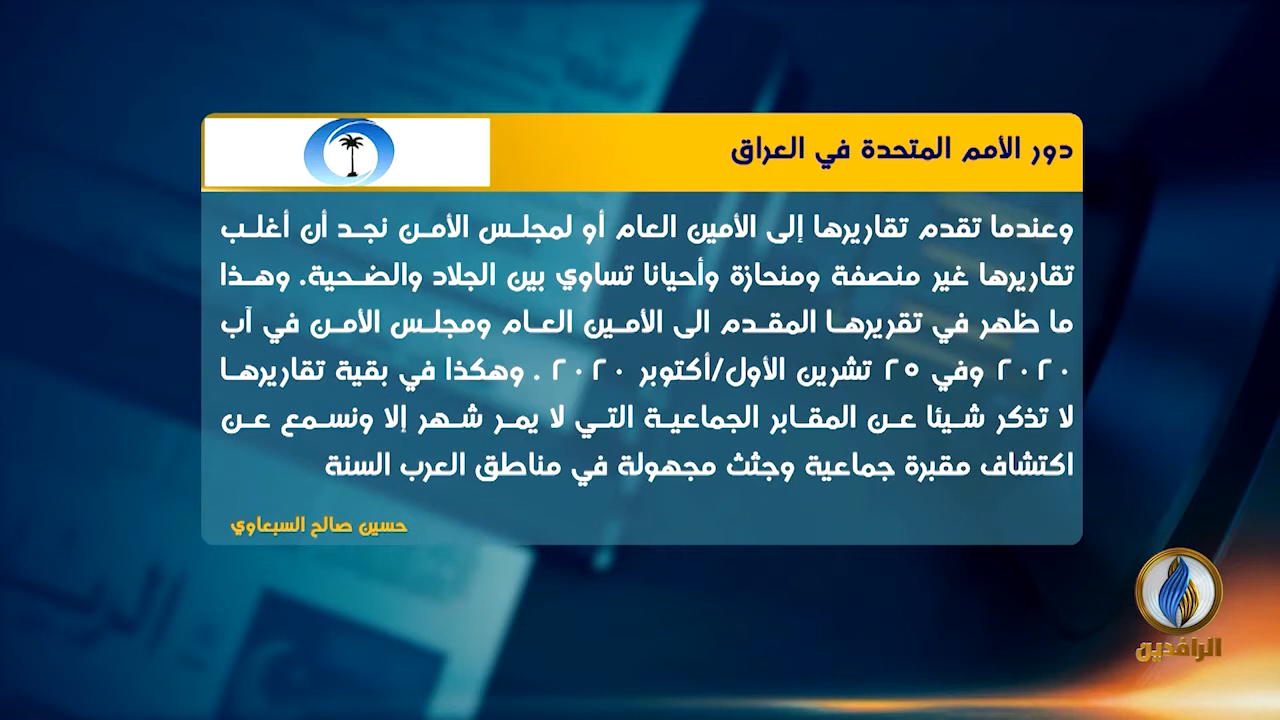 دور الأمم المتحدة في العراق
وعندما تقدم تقاريرها إلى الأمين العام أو لمجلس الأمن نجد أن أغلب
تقاريرها غير منصفة ومنحازة وأحيانا تساوي بين الجلاد والضحية. وهذا
ما ظهر في تقريرها المقدم الى الأمين العام ومجلس الأمن في آب
٢٠٢٠ وفي ٢٥ تشرين الأول/أكتوبر ٢٠٢٠ . وهكذا في بقية تقاريرها
لا تذكر شيئا عن المقابر الجماعية التي لا يمر شهر إلا ونسمع عن
اكتشاف مقبرة جماعية وجثث مجهولة في مناطق العرب السنة
حسين صالح السبعاوي
الرافدين